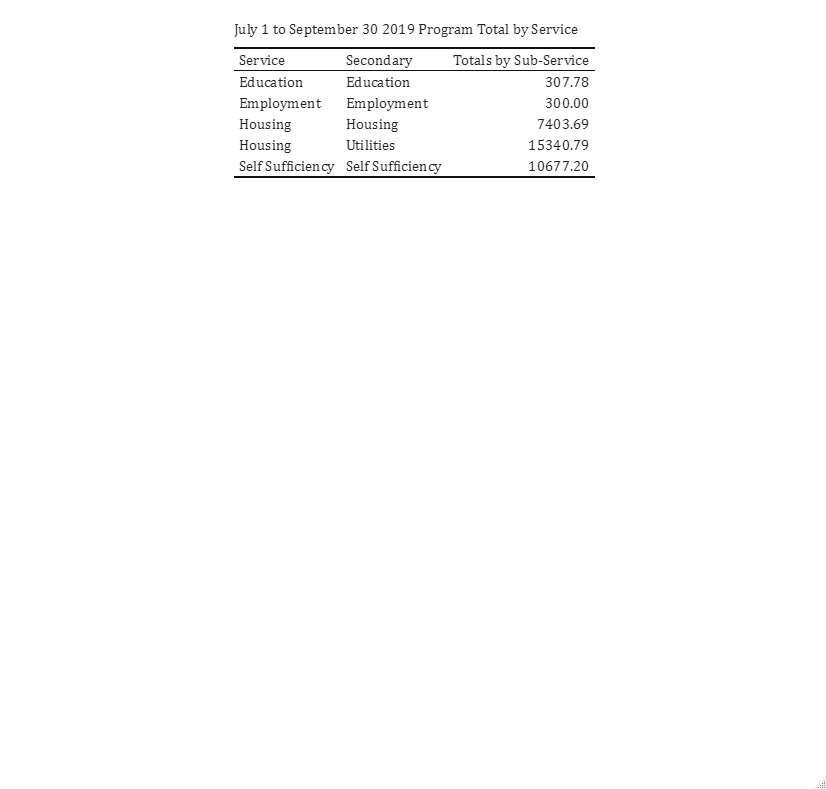 July 1 to September 30 2019 Program Total by Service
Service Secondary Totals by Sub-Service
Education Education 307.78
Employment Employment 300.00
Housing Housing 7403.69
Housing Utilities 15340.79
Self Sufficiency Self Sufficiency 10677.20